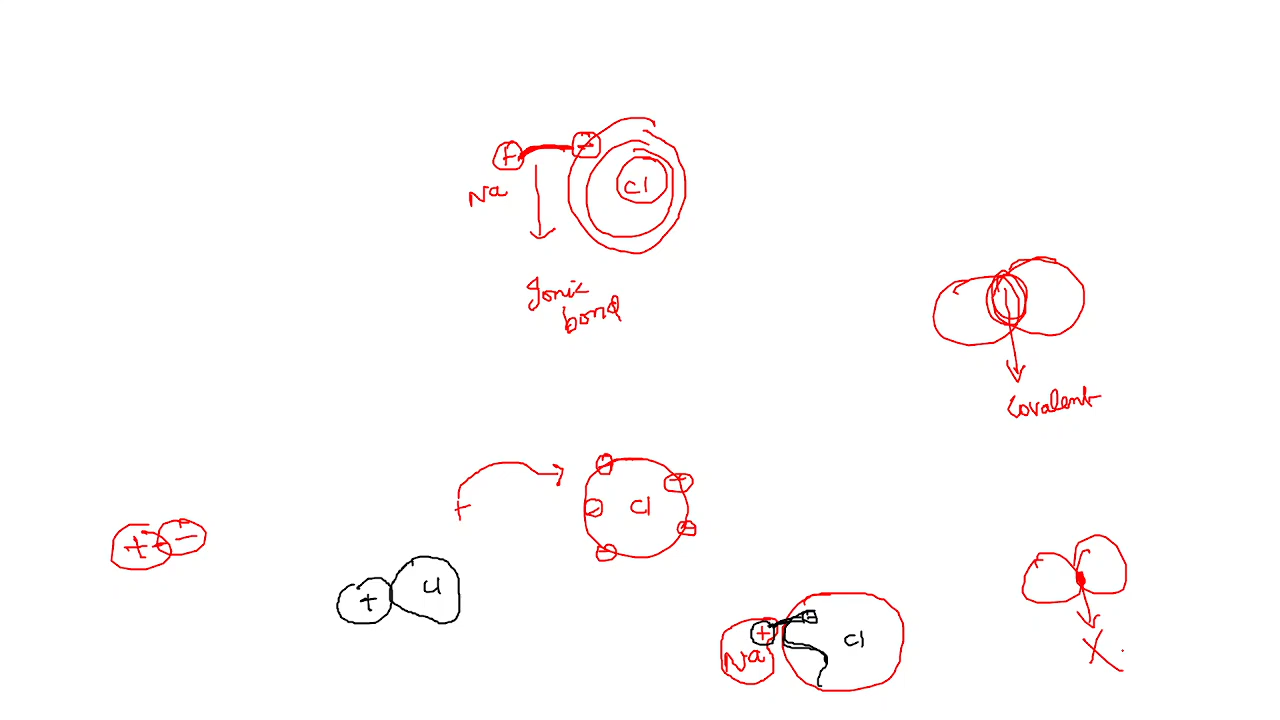 + −
Cl
Na
Ionic
bond
Covalent
− −
Cl
+
− −
−
+ −
+ Cl
+ −
Na Cl
X